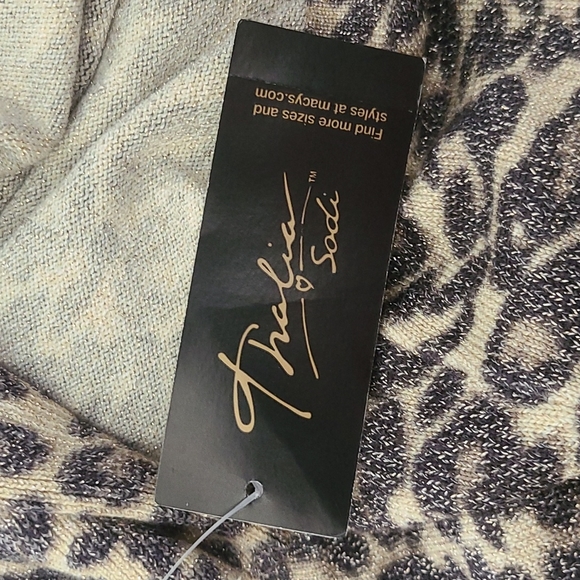 Find more sizes and
styles at macys.com
Thalia
Sodi
™